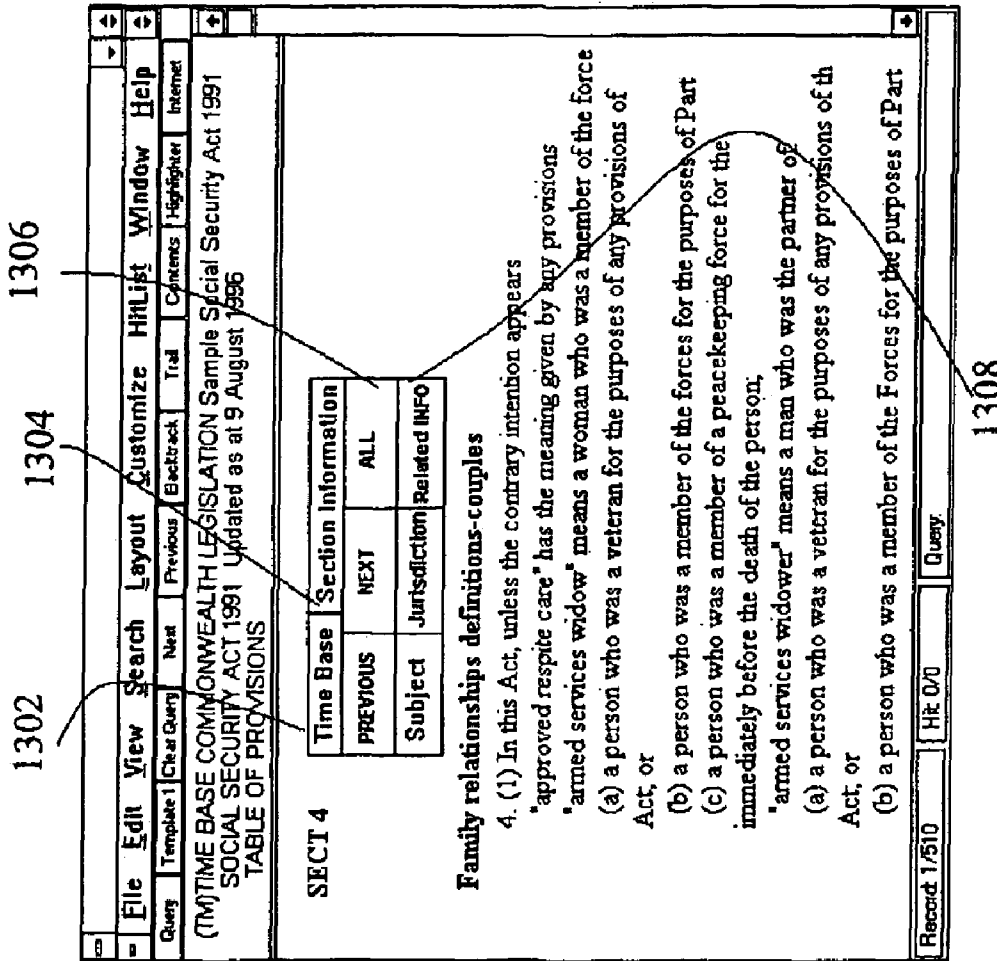 1302
1304
1306
File Edit View Search Layout Customize HitList Window Help
Query Template 1 Clear Query Next Previous Backtrack Trail Contents Highlighter Internet
(TM)TIME BASE COMMONWEALTH LEGISLATION Sample Social Security Act 1991
SOCIAL SECURITY ACT 1991 Updated as at 9 August 1996
TABLE OF PROVISIONS
SECT 4
Time Base Section Information
PREVIOUS NEXT ALL
Subject Jurisdiction Related INFO
Family relationships definitions-couples
4. (1) In this Act, unless the contrary intention appears
"approved respite care" has the meaning given by any provisions
"armed services widow" means a woman who was a member of the force
(a) a person who was a veteran for the purposes of any provisions of
Act, or
(b) a person who was a member of the forces for the purposes of Part
(c) a person who was a member of a peacekeeping force for the
immediately before the death of the person;
"armed services widower" means a man who was the partner of
(a) a person who was a veteran for the purposes of any provisions of th
Act, or
(b) a person who was a member of the Forces for the purposes of Part
Record: 1/510 Hit: 0/0 Query:
1308